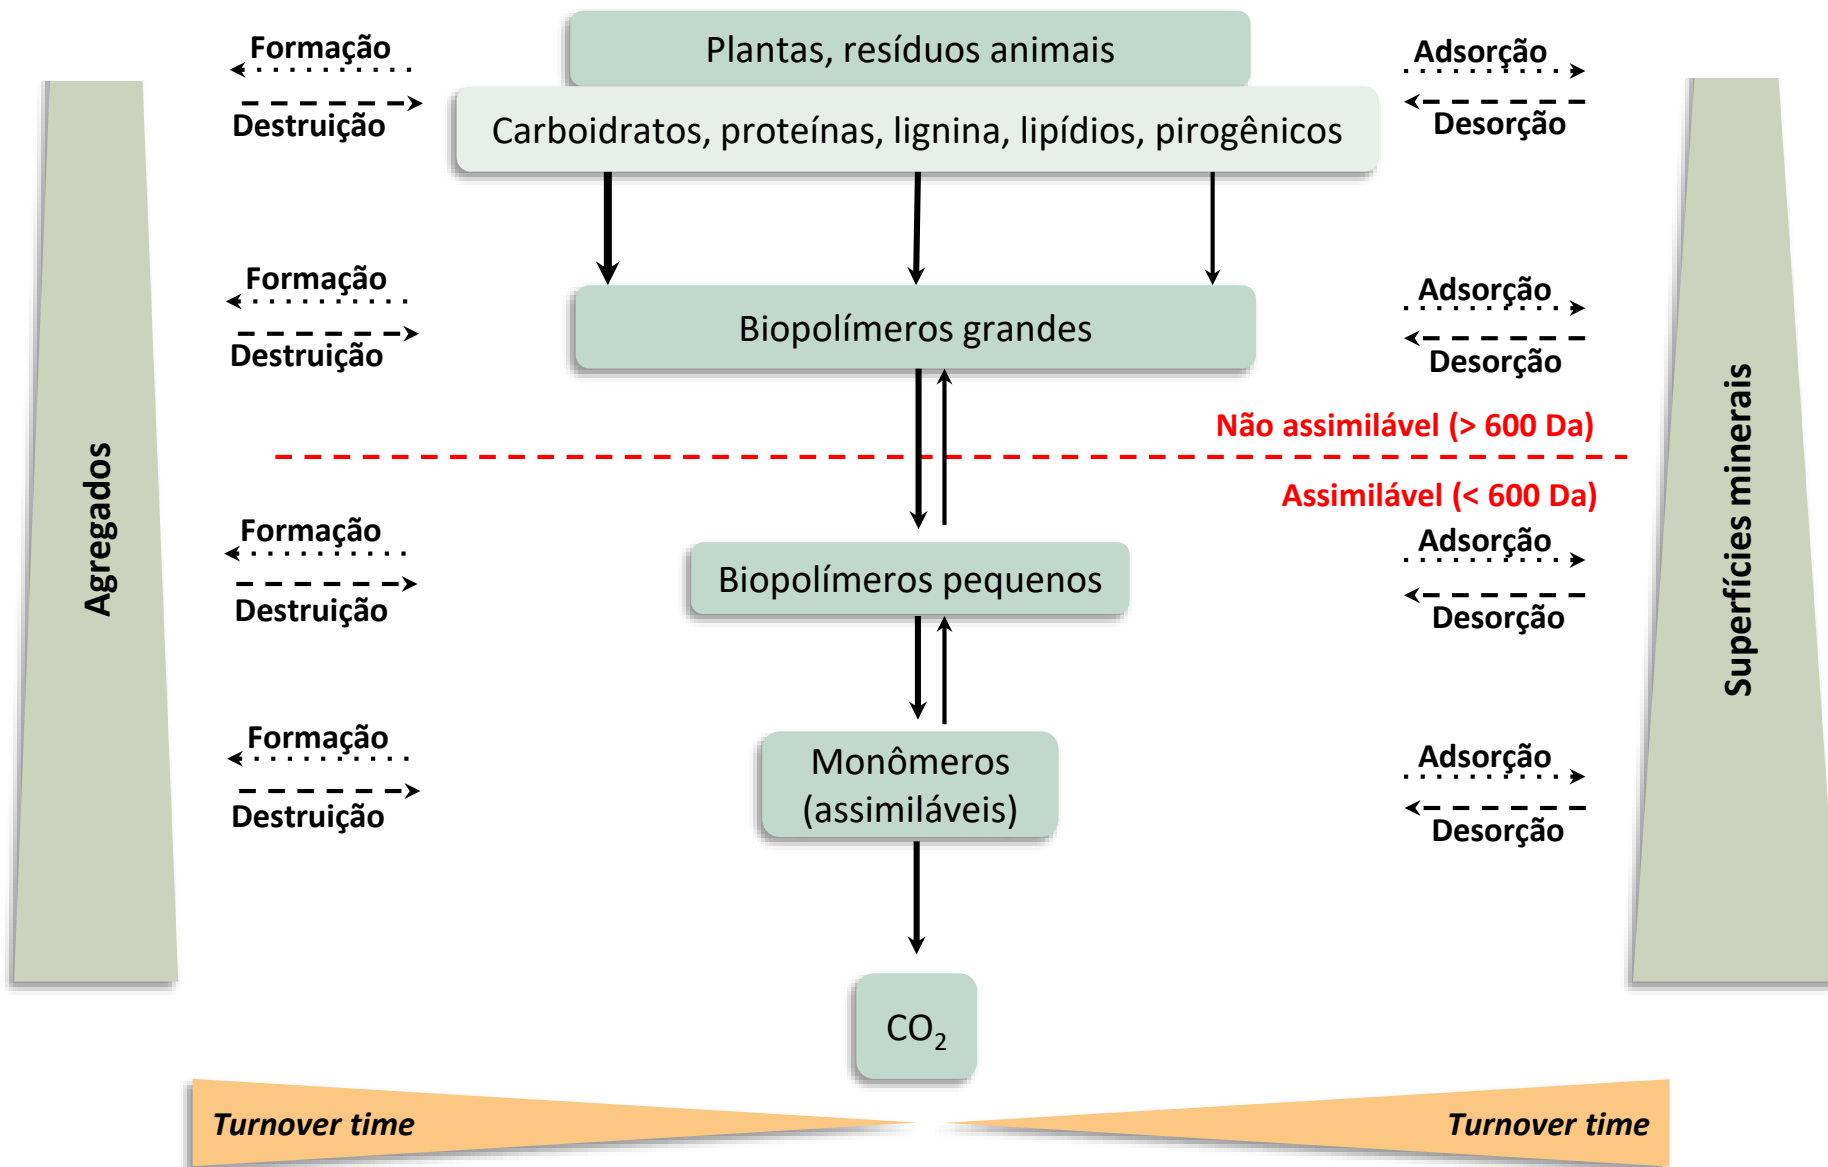 Formação
Plantas, resíduos animais
Adsorção
Destruição
Carboidratos, proteínas, lignina, lipídios, pirogênicos
Desorção
Formação
Adsorção
Biopolímeros grandes
Destruição
Desorção
Não assimilável (> 600 Da)
Assimilável (< 600 Da)
Agregados
Superfícies minerais
Formação
Adsorção
Biopolímeros pequenos
Destruição
Desorção
Formação
Adsorção
Monômeros
(assimiláveis)
Destruição
Desorção
CO₂
Turnover time
Turnover time